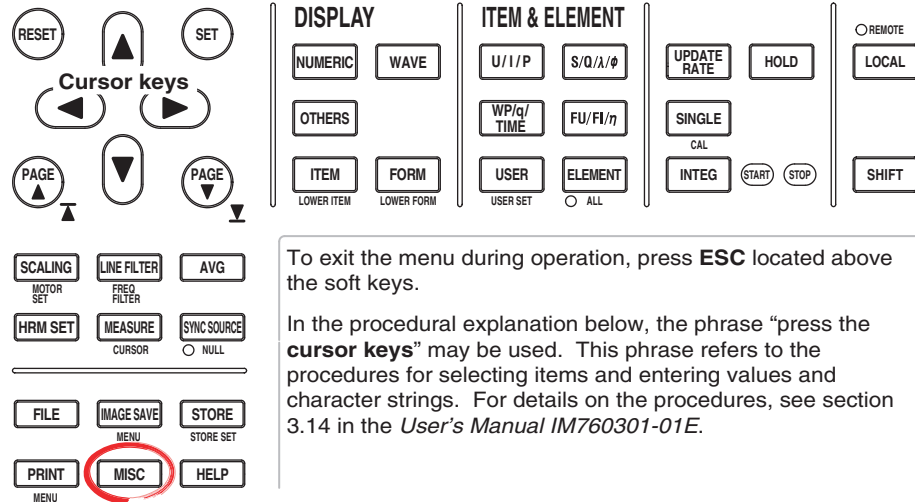 RESET
SET
Cursor keys
PAGE
PAGE
DISPLAY
NUMERIC WAVE
OTHERS
ITEM FORM
LOWER ITEM LOWER FORM
ITEM & ELEMENT
U / I / P S/Q/λ/ϕ
WP/q/
TIME
FU/FI/η
USER ELEMENT
USER SET ALL
UPDATE
RATE
HOLD
SINGLE
CAL
INTEG START STOP
REMOTE
LOCAL
SHIFT
SCALING LINE FILTER AVG
MOTOR
SET
FREQ
FILTER
HRM SET MEASURE SYNC SOURCE
CURSOR NULL
FILE IMAGE SAVE STORE
MENU STORE SET
PRINT MISC HELP
MENU
To exit the menu during operation, press ESC located above
the soft keys.
In the procedural explanation below, the phrase “press the
cursor keys” may be used. This phrase refers to the
procedures for selecting items and entering values and
character strings. For details on the procedures, see section
3.14 in the User’s Manual IM760301-01E.